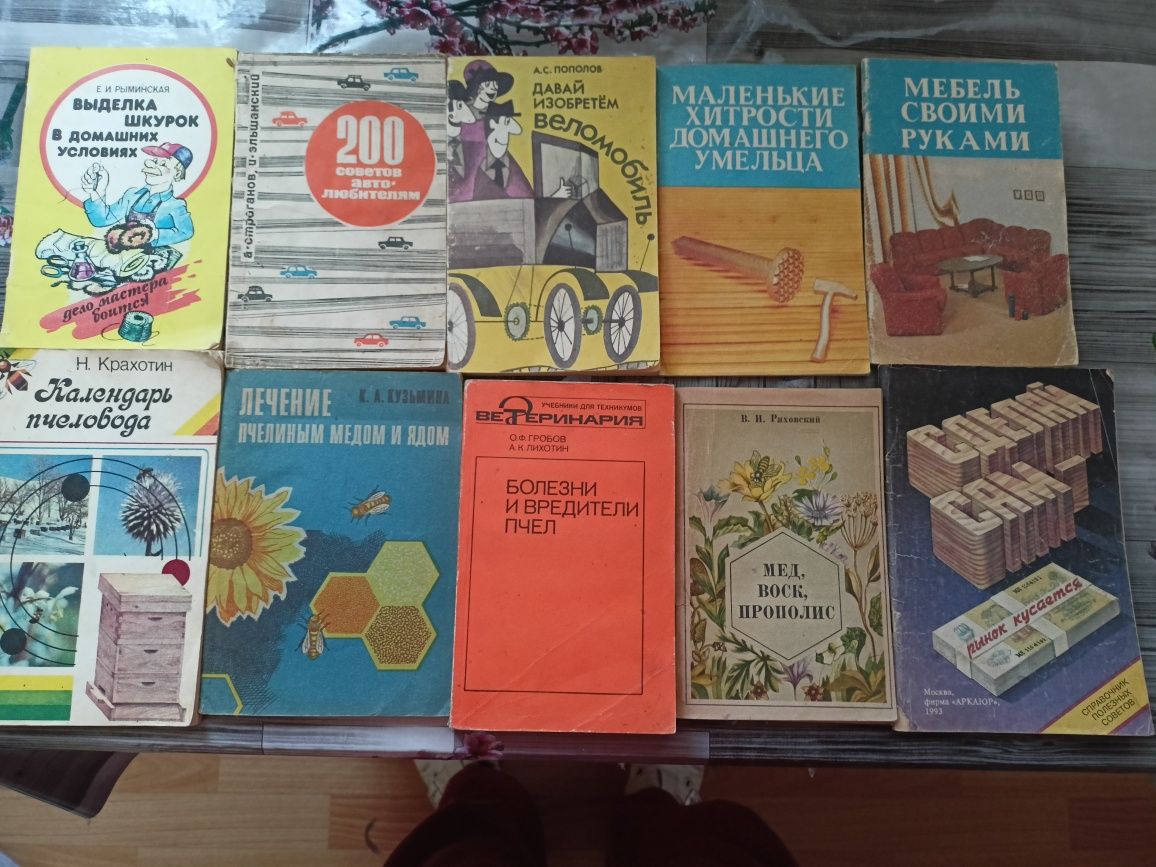 Е. И. РЫМИНСКАЯ
ВЫДЕЛКА
ШКУРОК
В ДОМАШНИХ
УСЛОВИЯХ
дело мастера
боится
а·строганов, и·эльшанский
200
советов
авто-
любителям
А.С. ПОПОЛОВ
ДАВАЙ
ИЗОБРЕТЁМ
ВЕЛОМОБИЛЬ
МАЛЕНЬКИЕ
ХИТРОСТИ
ДОМАШНЕГО
УМЕЛЬЦА
МЕБЕЛЬ
СВОИМИ
РУКАМИ
Н. Крахотин
Календарь
пчеловода
К. А. КУЗЬМИНА
ЛЕЧЕНИЕ
ПЧЕЛИНЫМ МЕДОМ И ЯДОМ
УЧЕБНИКИ ДЛЯ ТЕХНИКУМОВ
ВЕТЕРИНАРИЯ
О.Ф. ГРОБОВ
А.К. ЛИХОТИН
БОЛЕЗНИ
И ВРЕДИТЕЛИ
ПЧЕЛ
В. И. Раховский
МЕД,
ВОСК,
ПРОПОЛИС
СДЕЛАЙ
САМ-1
РЫНОК КУСАЕТСЯ
Москва,
фирма «АРКАЮР»,
1993
СПРАВОЧНИК
ПОЛЕЗНЫХ
СОВЕТОВ